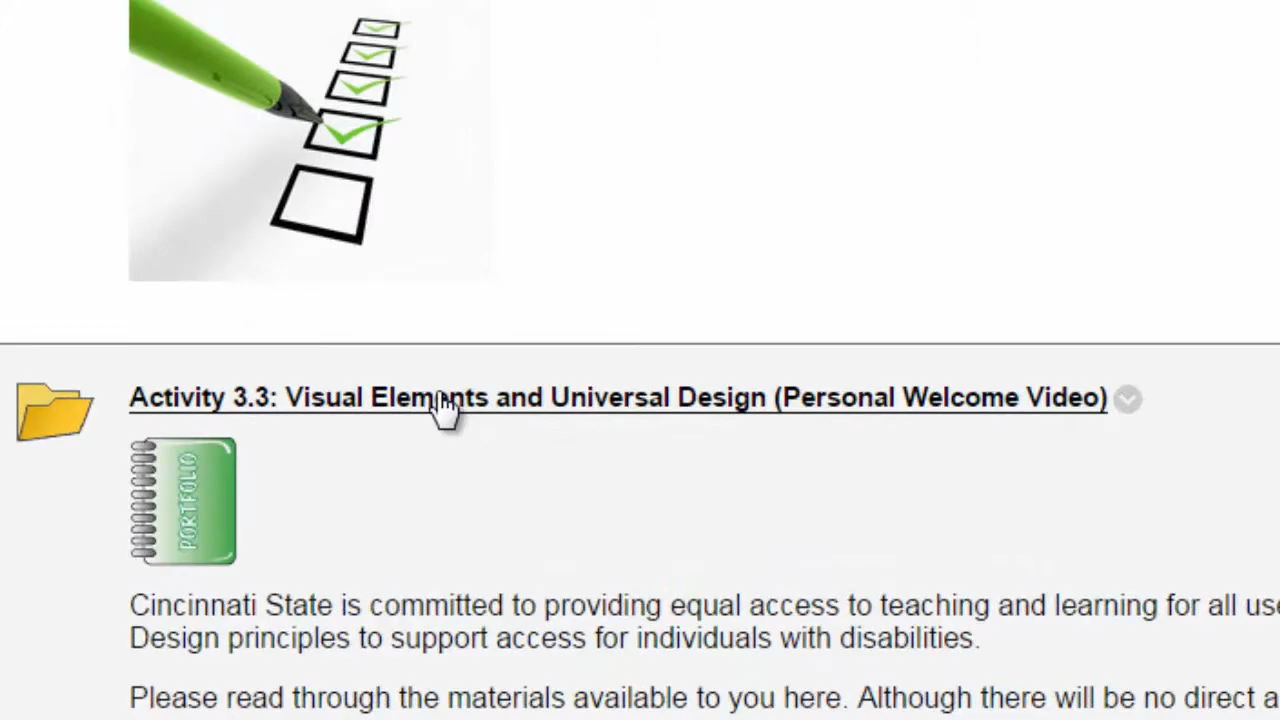 Activity 3.3: Visual Elements and Universal Design (Personal Welcome Video)
PORTFOLIO
Cincinnati State is committed to providing equal access to teaching and learning for all
Design principles to support access for individuals with disabilities.
Please read through the materials available to you here. Although there will be no direct